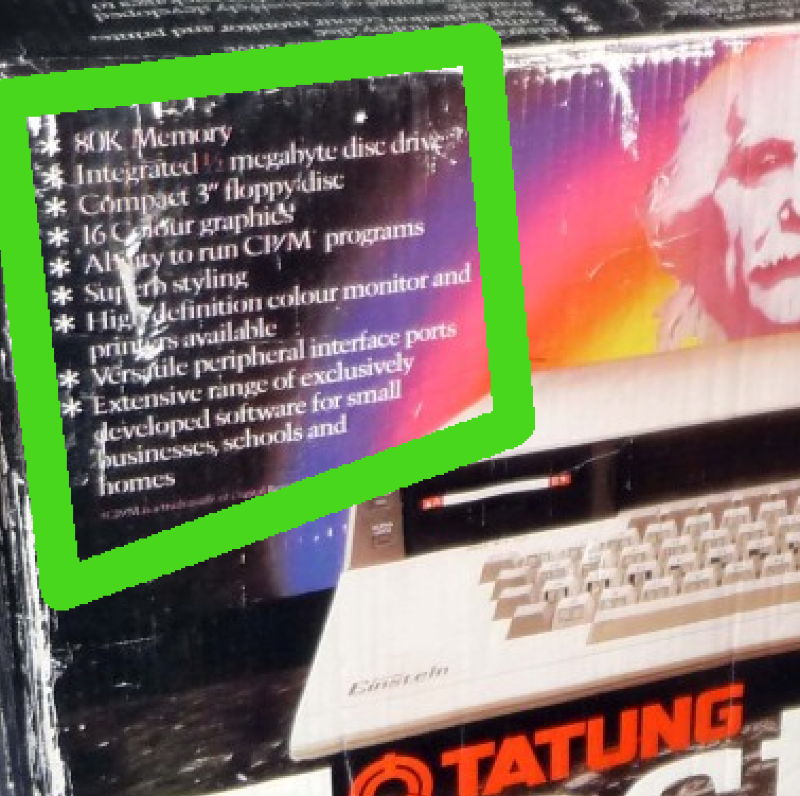 * 80K Memory
* Integrated ½ megabyte disc drive
* Compact 3" floppy disc
* 16 Colour graphics
* Ability to run CP/M programs
* Superb styling
* High definition colour monitor and
printers available
* Versatile peripheral interface ports
* Extensive range of exclusively
developed software for small
businesses, schools and
homes
Einstein
TATUNG